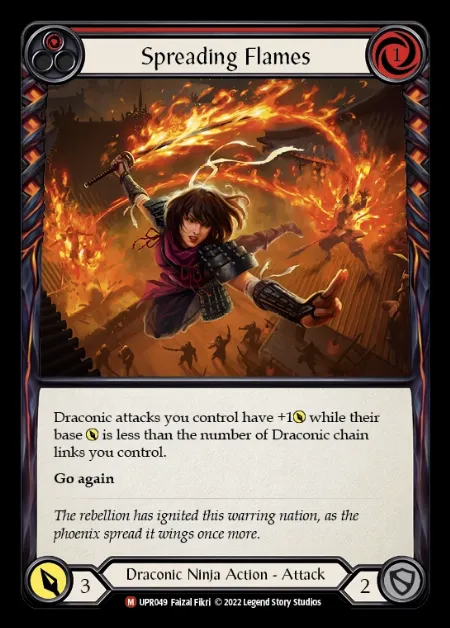 Spreading Flames
1
Draconic attacks you control have +1 while their
base is less than the number of Draconic chain
links you control.
Go again
The rebellion has ignited this warring nation, as the
phoenix spread it wings once more.
3
Draconic Ninja Action - Attack
2
M UPR049 Faizal Fikri © 2022 Legend Story Studios